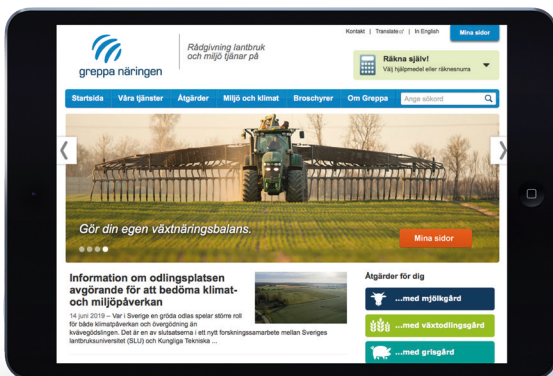 Kontakt | Translate | In English
Mina sidor
greppa näringen
Rådgivning lantbruk
och miljö tjänar på
Räkna själv!
Välj hjälpmedel eller räknesnurra
Startsida Våra tjänster Åtgärder Miljö och klimat Broschyrer Om Greppa Ange sökord
Gör din egen växtnäringsbalans.
Mina sidor
Information om odlingsplatsen
avgörande för att bedöma klimat-
och miljöpåverkan
14 juni 2019 – Var i Sverige en gröda odlas spelar större roll
för både klimatpåverkan och övergödning än
kvävegödslingen. Det är en av slutsatserna i ett nytt forskningssamarbete mellan Sveriges
lantbruksuniversitet (SLU) och Kungliga Tekniska ...
Åtgärder för dig
...med mjölkgård
...med växtodlingsgård
...med grisgård